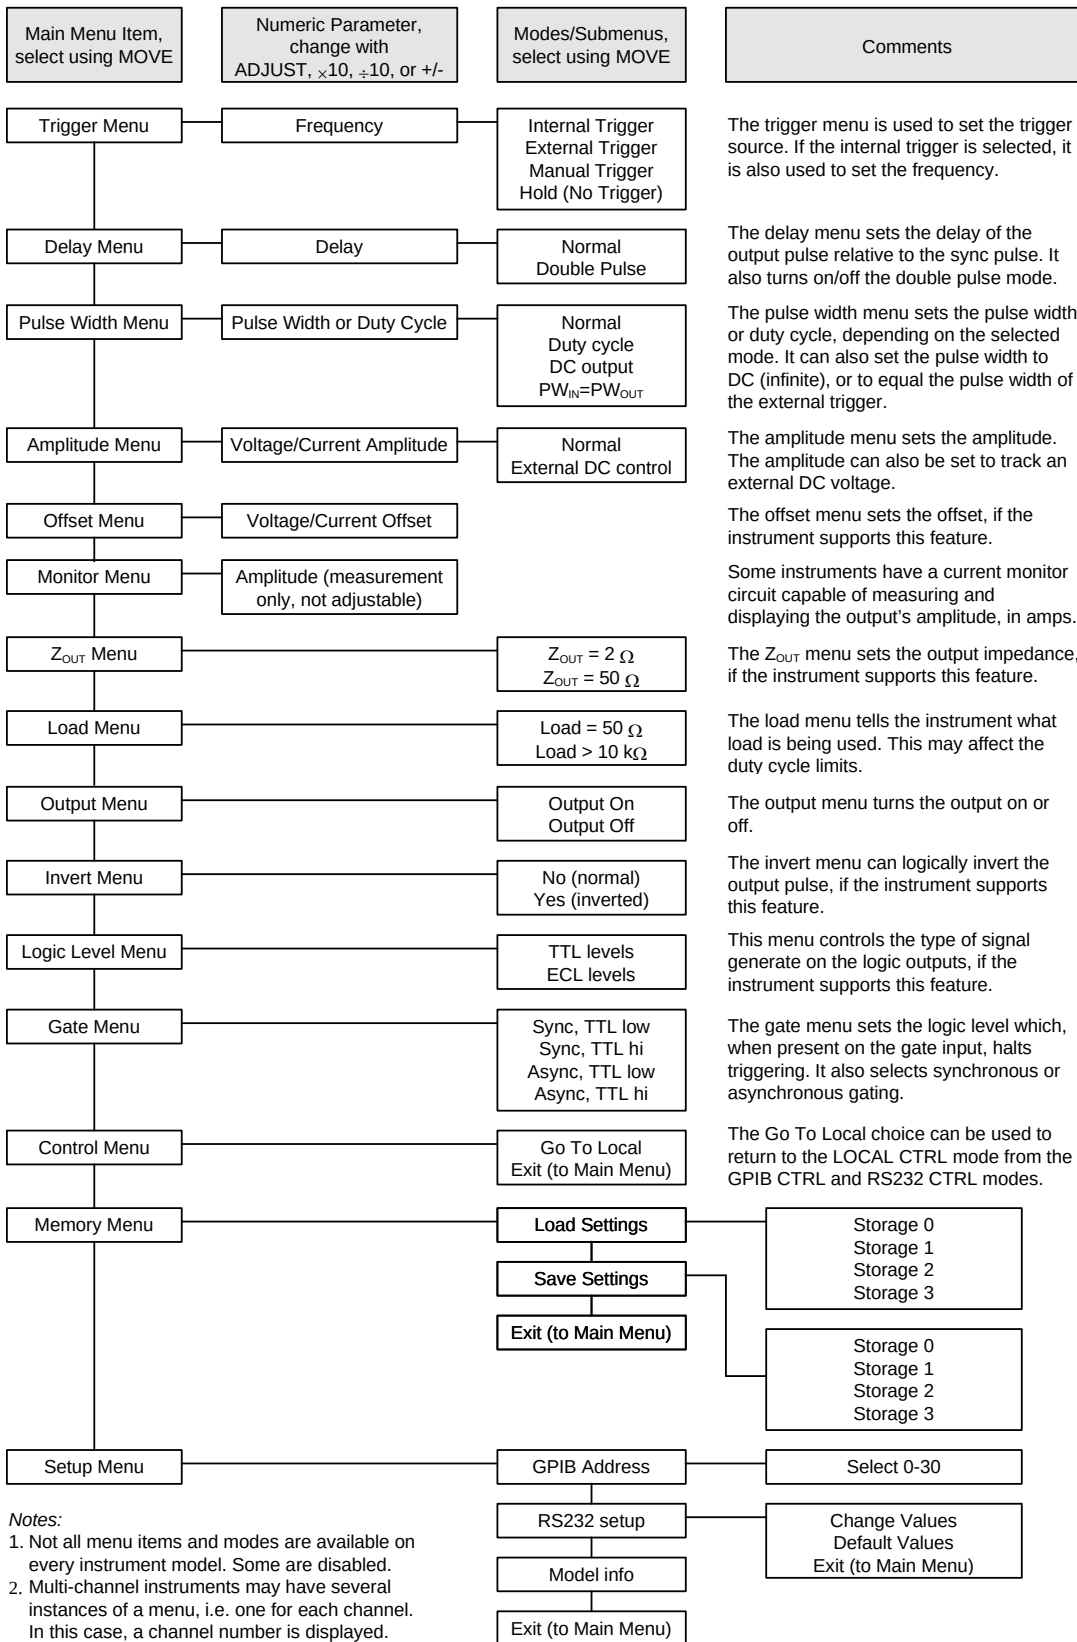 Main Menu Item,
select using MOVE
Numeric Parameter,
change with
ADJUST, ×10, ÷10, or +/-
Modes/Submenus,
select using MOVE
Comments
Trigger Menu
Frequency
Internal Trigger
External Trigger
Manual Trigger
Hold (No Trigger)
The trigger menu is used to set the trigger
source. If the internal trigger is selected, it
is also used to set the frequency.
Delay Menu
Delay
Normal
Double Pulse
The delay menu sets the delay of the
output pulse relative to the sync pulse. It
also turns on/off the double pulse mode.
Pulse Width Menu
Pulse Width or Duty Cycle
Normal
Duty cycle
DC output
PWIN=PWOUT
The pulse width menu sets the pulse width
or duty cycle, depending on the selected
mode. It can also set the pulse width to
DC (infinite), or to equal the pulse width of
the external trigger.
Amplitude Menu
Voltage/Current Amplitude
Normal
External DC control
The amplitude menu sets the amplitude.
The amplitude can also be set to track an
external DC voltage.
Offset Menu
Voltage/Current Offset
The offset menu sets the offset, if the
instrument supports this feature.
Monitor Menu
Amplitude (measurement
only, not adjustable)
Some instruments have a current monitor
circuit capable of measuring and
displaying the output's amplitude, in amps.
ZOUT Menu
ZOUT = 2 Ω
ZOUT = 50 Ω
The ZOUT menu sets the output impedance,
if the instrument supports this feature.
Load Menu
Load = 50 Ω
Load > 10 kΩ
The load menu tells the instrument what
load is being used. This may affect the
duty cycle limits.
Output Menu
Output On
Output Off
The output menu turns the output on or
off.
Invert Menu
No (normal)
Yes (inverted)
The invert menu can logically invert the
output pulse, if the instrument supports
this feature.
Logic Level Menu
TTL levels
ECL levels
This menu controls the type of signal
generate on the logic outputs, if the
instrument supports this feature.
Gate Menu
Sync, TTL low
Sync, TTL hi
Async, TTL low
Async, TTL hi
The gate menu sets the logic level which,
when present on the gate input, halts
triggering. It also selects synchronous or
asynchronous gating.
Control Menu
Go To Local
Exit (to Main Menu)
The Go To Local choice can be used to
return to the LOCAL CTRL mode from the
GPIB CTRL and RS232 CTRL modes.
Memory Menu
Load Settings
Storage 0
Storage 1
Storage 2
Storage 3
Save Settings
Exit (to Main Menu)
Storage 0
Storage 1
Storage 2
Storage 3
Setup Menu
GPIB Address
Select 0-30
RS232 setup
Change Values
Default Values
Exit (to Main Menu)
Model info
Exit (to Main Menu)
Notes:
1. Not all menu items and modes are available on
every instrument model. Some are disabled.
2. Multi-channel instruments may have several
instances of a menu, i.e. one for each channel.
In this case, a channel number is displayed.